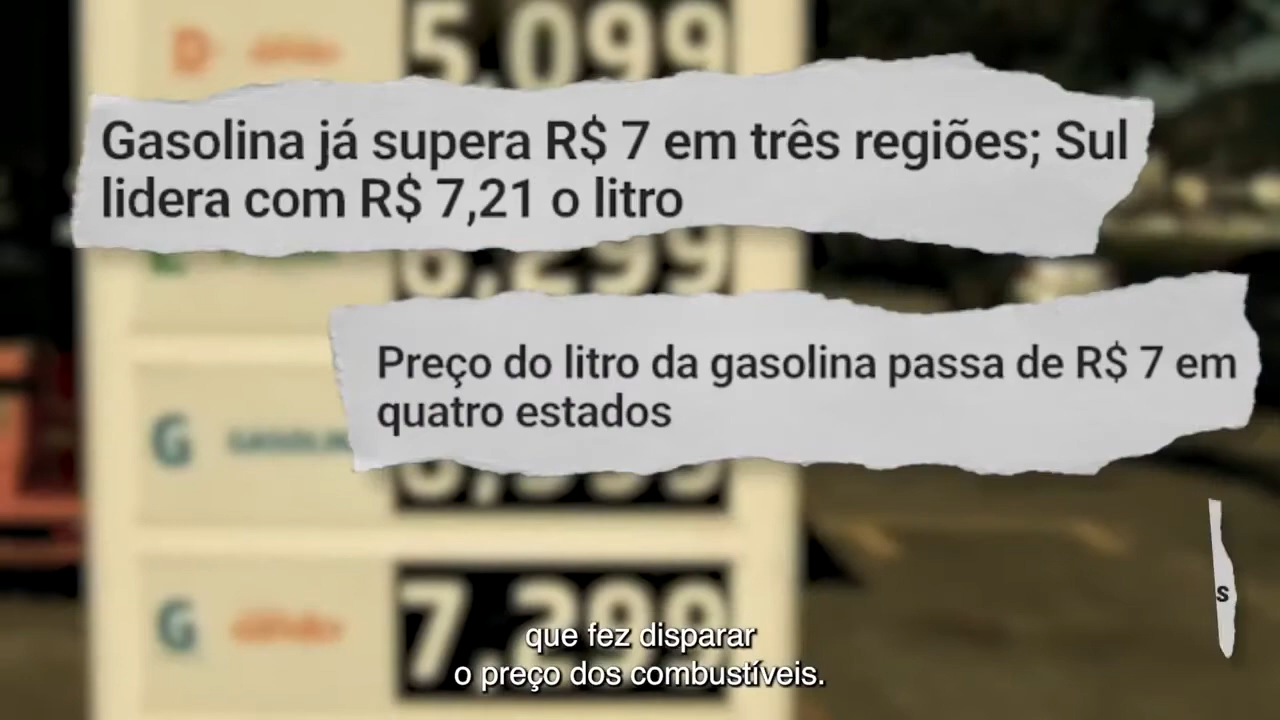 5,099
Gasolina já supera R$ 7 em três regiões; Sul
lidera com R$ 7,21 o litro
Preço do litro da gasolina passa de R$ 7 em
quatro estados
G
G
7,299
s
que fez disparar
o preço dos combustíveis.